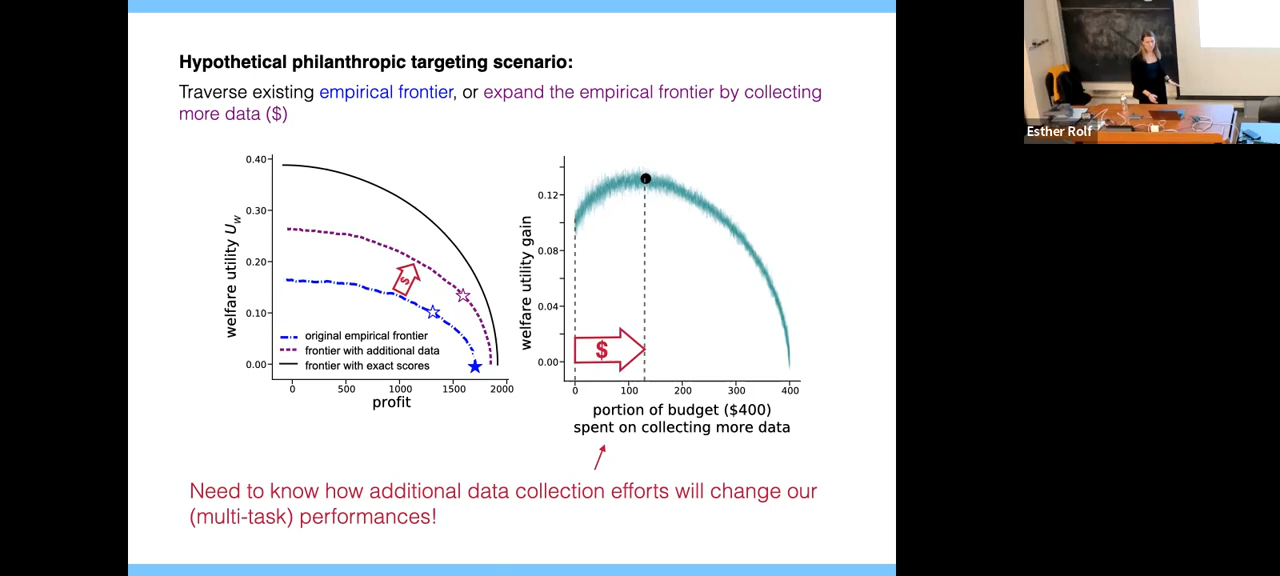 Hypothetical philanthropic targeting scenario:
Traverse existing empirical frontier, or expand the empirical frontier by collecting
more data ($)
Esther Rolf
0.40
0.30
0.20
0.10
0.00
welfare utility Uw
$
original empirical frontier
frontier with additional data
frontier with exact scores
0 500 1000 1500 2000
profit
0.12
0.08
0.04
0.00
welfare utility gain
$
0 100 200 300 400
portion of budget ($400)
spent on collecting more data
Need to know how additional data collection efforts will change our
(multi-task) performances!